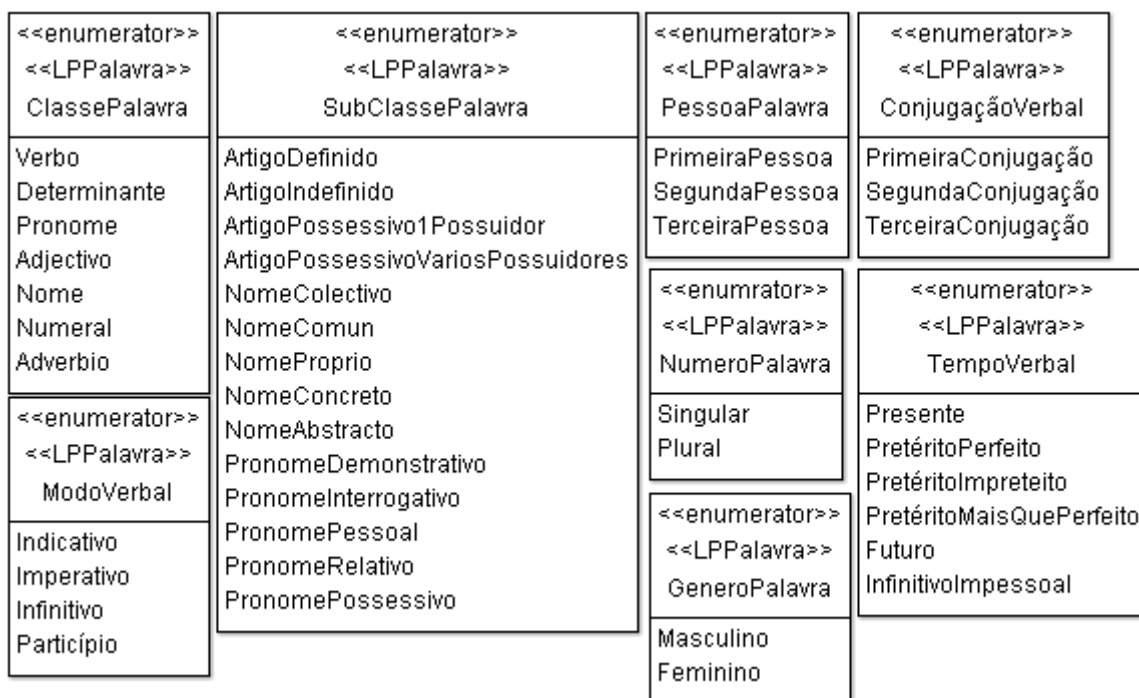 <<enumerator>>
<<LPPalavra>>
ClassePalavra
Verbo
Determinante
Pronome
Adjectivo
Nome
Numeral
Adverbio
<<enumerator>>
<<LPPalavra>>
ModoVerbal
Indicativo
Imperativo
Infinitivo
Particípio
<<enumerator>>
<<LPPalavra>>
SubClassePalavra
ArtigoDefinido
ArtigoIndefinido
ArtigoPossessivo1Possuidor
ArtigoPossessivoVariosPossuidores
NomeColectivo
NomeComun
NomeProprio
NomeConcreto
NomeAbstracto
PronomeDemonstrativo
PronomeInterrogativo
PronomePessoal
PronomeRelativo
PronomePossessivo
<<enumerator>>
<<LPPalavra>>
PessoaPalavra
PrimeiraPessoa
SegundaPessoa
TerceiraPessoa
<<enumrator>>
<<LPPalavra>>
NumeroPalavra
Singular
Plural
<<enumerator>>
<<LPPalavra>>
GeneroPalavra
Masculino
Feminino
<<enumerator>>
<<LPPalavra>>
ConjugaçãoVerbal
PrimeiraConjugação
SegundaConjugação
TerceiraConjugação
<<enumerator>>
<<LPPalavra>>
TempoVerbal
Presente
PretéritoPerfeito
PretéritoImpreteito
PretéritoMaisQuePerfeito
Futuro
InfinitivoImpessoal